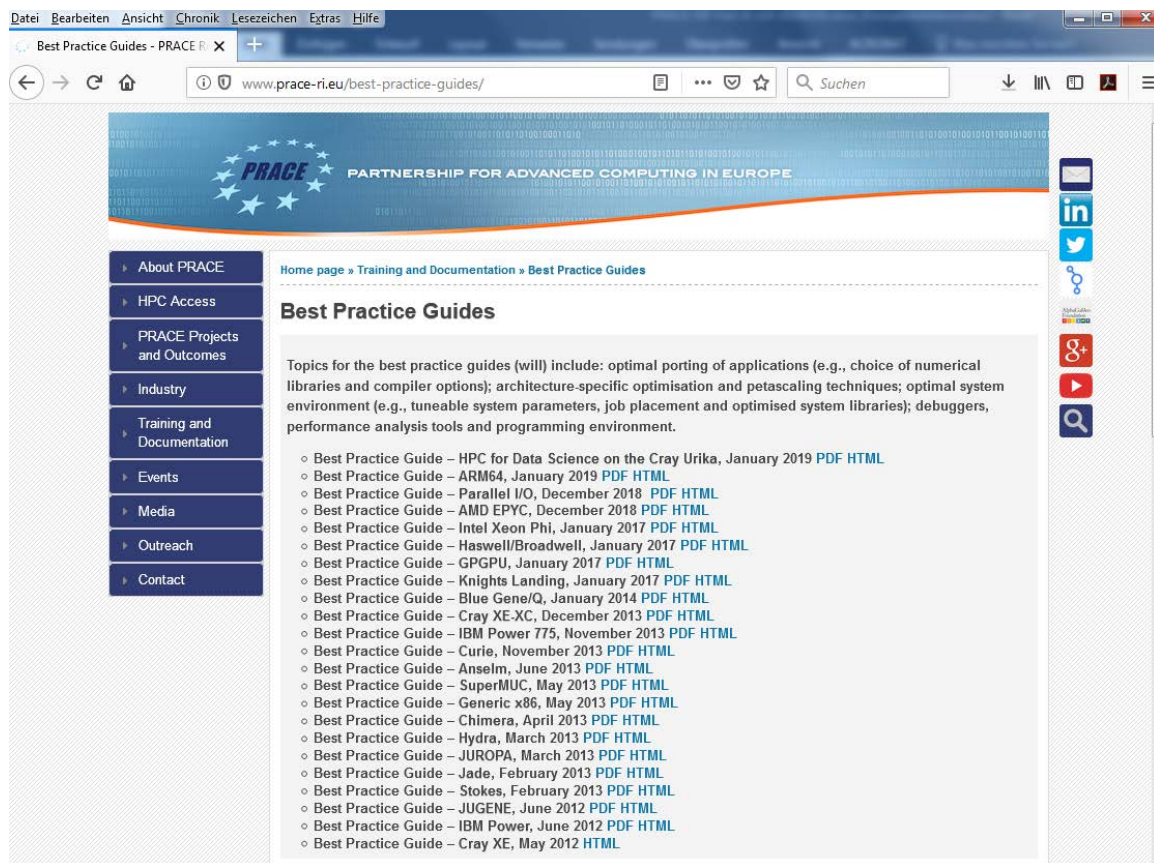 Datei Bearbeiten Ansicht Chronik Lesezeichen Extras Hilfe
Best Practice Guides - PRACE R
www.prace-ri.eu/best-practice-guides/
Suchen
PRACE
PARTNERSHIP FOR ADVANCED COMPUTING IN EUROPE
About PRACE
HPC Access
PRACE Projects
and Outcomes
Industry
Training and
Documentation
Events
Media
Outreach
Contact
Home page » Training and Documentation » Best Practice Guides
Best Practice Guides
Topics for the best practice guides (will) include: optimal porting of applications (e.g., choice of numerical
libraries and compiler options); architecture-specific optimisation and petascaling techniques; optimal system
environment (e.g., tuneable system parameters, job placement and optimised system libraries); debuggers,
performance analysis tools and programming environment.
Best Practice Guide – HPC for Data Science on the Cray Urika, January 2019 PDF HTML
Best Practice Guide – ARM64, January 2019 PDF HTML
Best Practice Guide – Parallel I/O, December 2018 PDF HTML
Best Practice Guide – AMD EPYC, December 2018 PDF HTML
Best Practice Guide – Intel Xeon Phi, January 2017 PDF HTML
Best Practice Guide – Haswell/Broadwell, January 2017 PDF HTML
Best Practice Guide – GPGPU, January 2017 PDF HTML
Best Practice Guide – Knights Landing, January 2017 PDF HTML
Best Practice Guide – Blue Gene/Q, January 2014 PDF HTML
Best Practice Guide – Cray XE-XC, December 2013 PDF HTML
Best Practice Guide – IBM Power 775, November 2013 PDF HTML
Best Practice Guide – Curie, November 2013 PDF HTML
Best Practice Guide – Anselm, June 2013 PDF HTML
Best Practice Guide – SuperMUC, May 2013 PDF HTML
Best Practice Guide – Generic x86, May 2013 PDF HTML
Best Practice Guide – Chimera, April 2013 PDF HTML
Best Practice Guide – Hydra, March 2013 PDF HTML
Best Practice Guide – JUROPA, March 2013 PDF HTML
Best Practice Guide – Jade, February 2013 PDF HTML
Best Practice Guide – Stokes, February 2013 PDF HTML
Best Practice Guide – JUGENE, June 2012 PDF HTML
Best Practice Guide – IBM Power, June 2012 PDF HTML
Best Practice Guide – Cray XE, May 2012 HTML
in
g+